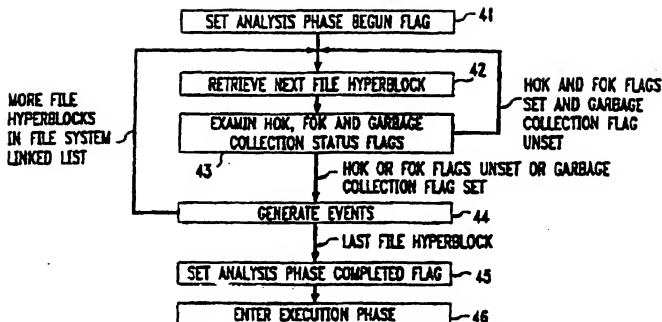 SET ANALYSIS PHASE BEGUN FLAG
41
42
RETRIEVE NEXT FILE HYPERBLOCK
MORE FILE
HYPERBLOCKS
IN FILE SYSTEM
LINKED LIST
HOK AND FOK FLAGS
SET AND GARBAGE
COLLECTION FLAG
UNSET
EXAMIN HOK, FOK AND GARBAGE
COLLECTION STATUS FLAGS
43
HOK OR FOK FLAGS UNSET OR GARBAGE
COLLECTION FLAG SET
GENERATE EVENTS
44
LAST FILE HYPERBLOCK
SET ANALYSIS PHASE COMPLETED FLAG
45
ENTER EXECUTION PHASE
46